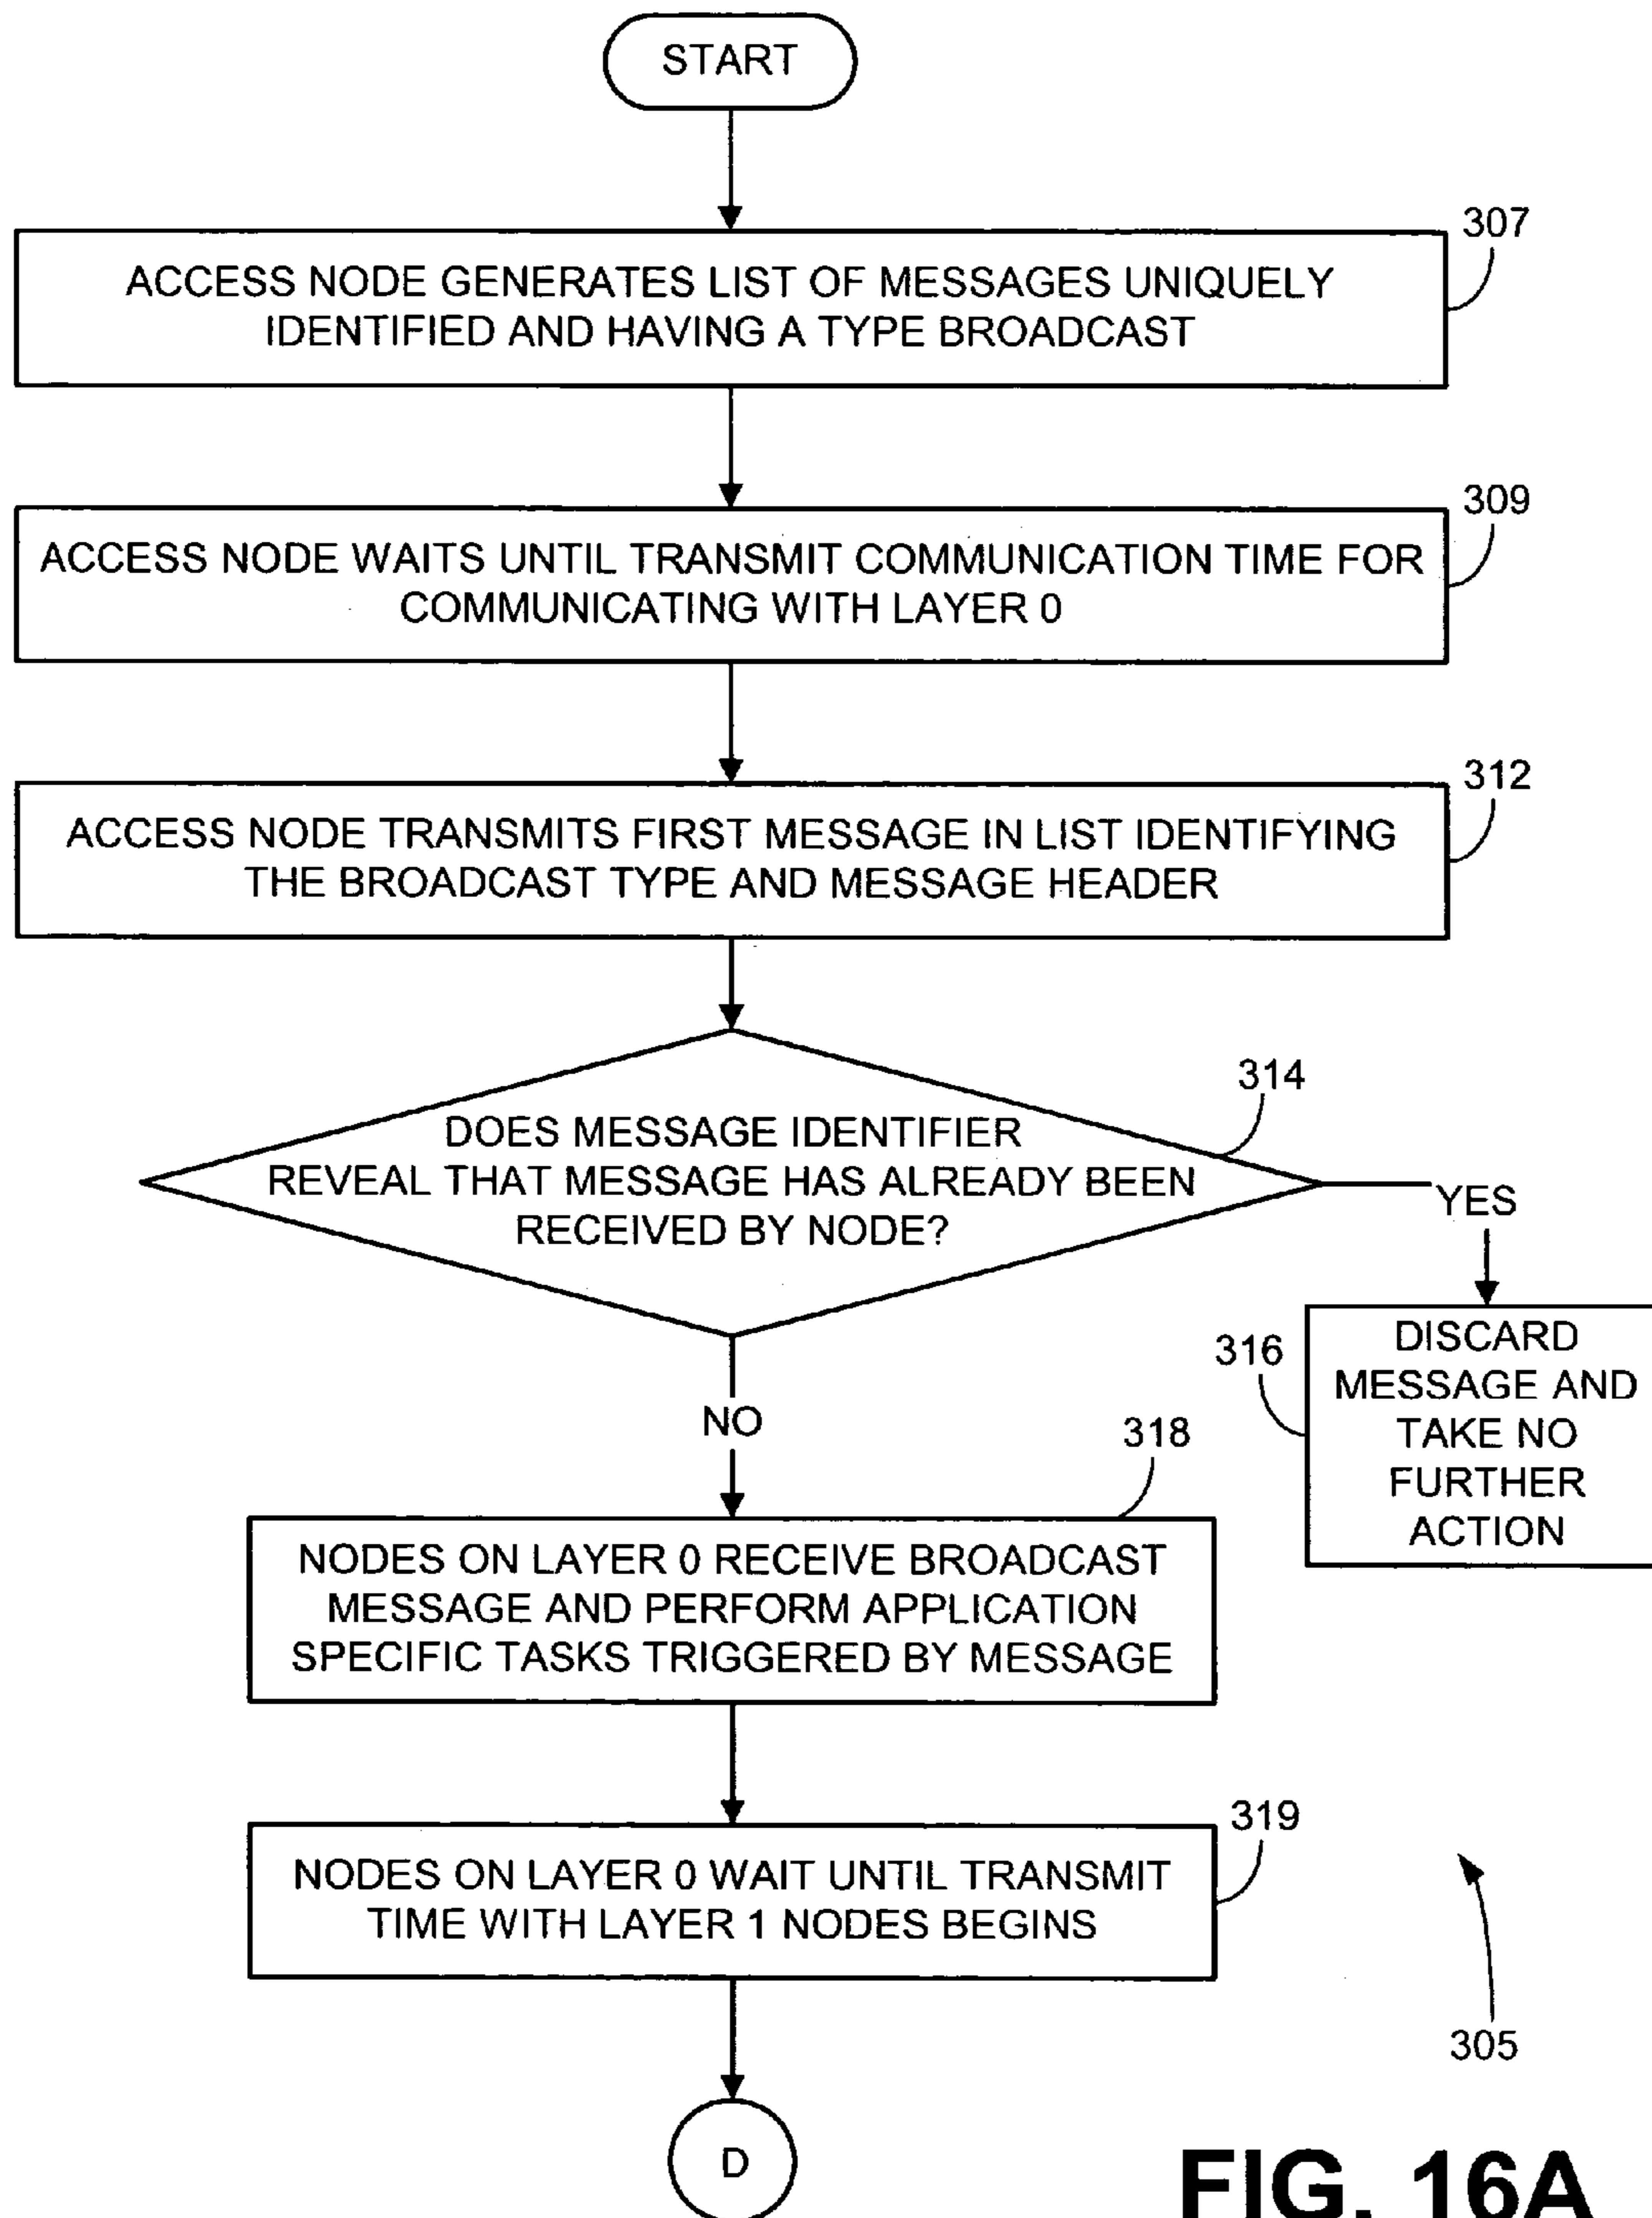 START
307
ACCESS NODE GENERATES LIST OF MESSAGES UNIQUELY
IDENTIFIED AND HAVING A TYPE BROADCAST
309
ACCESS NODE WAITS UNTIL TRANSMIT COMMUNICATION TIME FOR
COMMUNICATING WITH LAYER 0
312
ACCESS NODE TRANSMITS FIRST MESSAGE IN LIST IDENTIFYING
THE BROADCAST TYPE AND MESSAGE HEADER
314
DOES MESSAGE IDENTIFIER
REVEAL THAT MESSAGE HAS ALREADY BEEN
RECEIVED BY NODE?
YES
316
DISCARD
MESSAGE AND
TAKE NO
FURTHER
ACTION
NO
318
NODES ON LAYER 0 RECEIVE BROADCAST
MESSAGE AND PERFORM APPLICATION
SPECIFIC TASKS TRIGGERED BY MESSAGE
319
NODES ON LAYER 0 WAIT UNTIL TRANSMIT
TIME WITH LAYER 1 NODES BEGINS
305
D
FIG. 16A